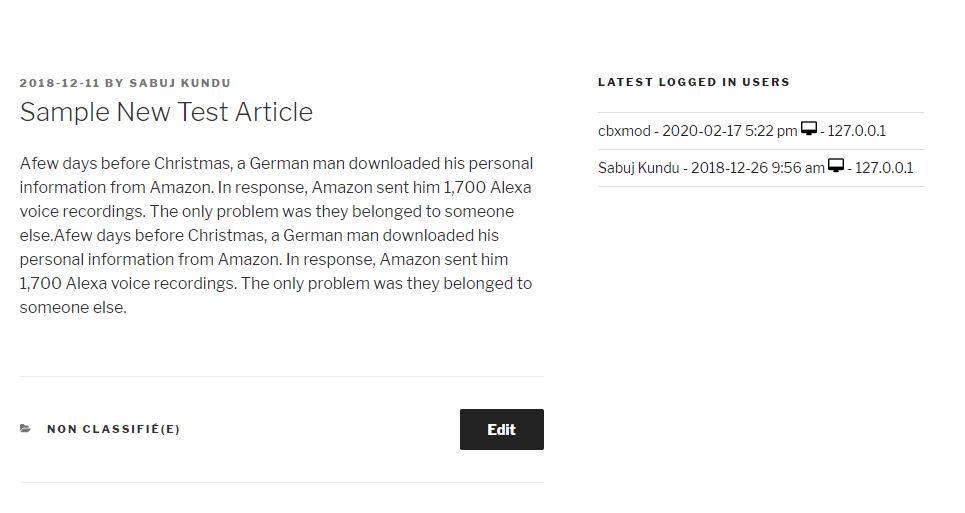 2018-12-11 BY SABUJ KUNDU
Sample New Test Article
Afew days before Christmas, a German man downloaded his personal
information from Amazon. In response, Amazon sent him 1,700 Alexa
voice recordings. The only problem was they belonged to someone
else.Afew days before Christmas, a German man downloaded his
personal information from Amazon. In response, Amazon sent him
1,700 Alexa voice recordings. The only problem was they belonged to
someone else.
NON CLASSIFIÉ(E)
Edit
LATEST LOGGED IN USERS
cbxmod - 2020-02-17 5:22 pm - 127.0.0.1
Sabuj Kundu - 2018-12-26 9:56 am - 127.0.0.1